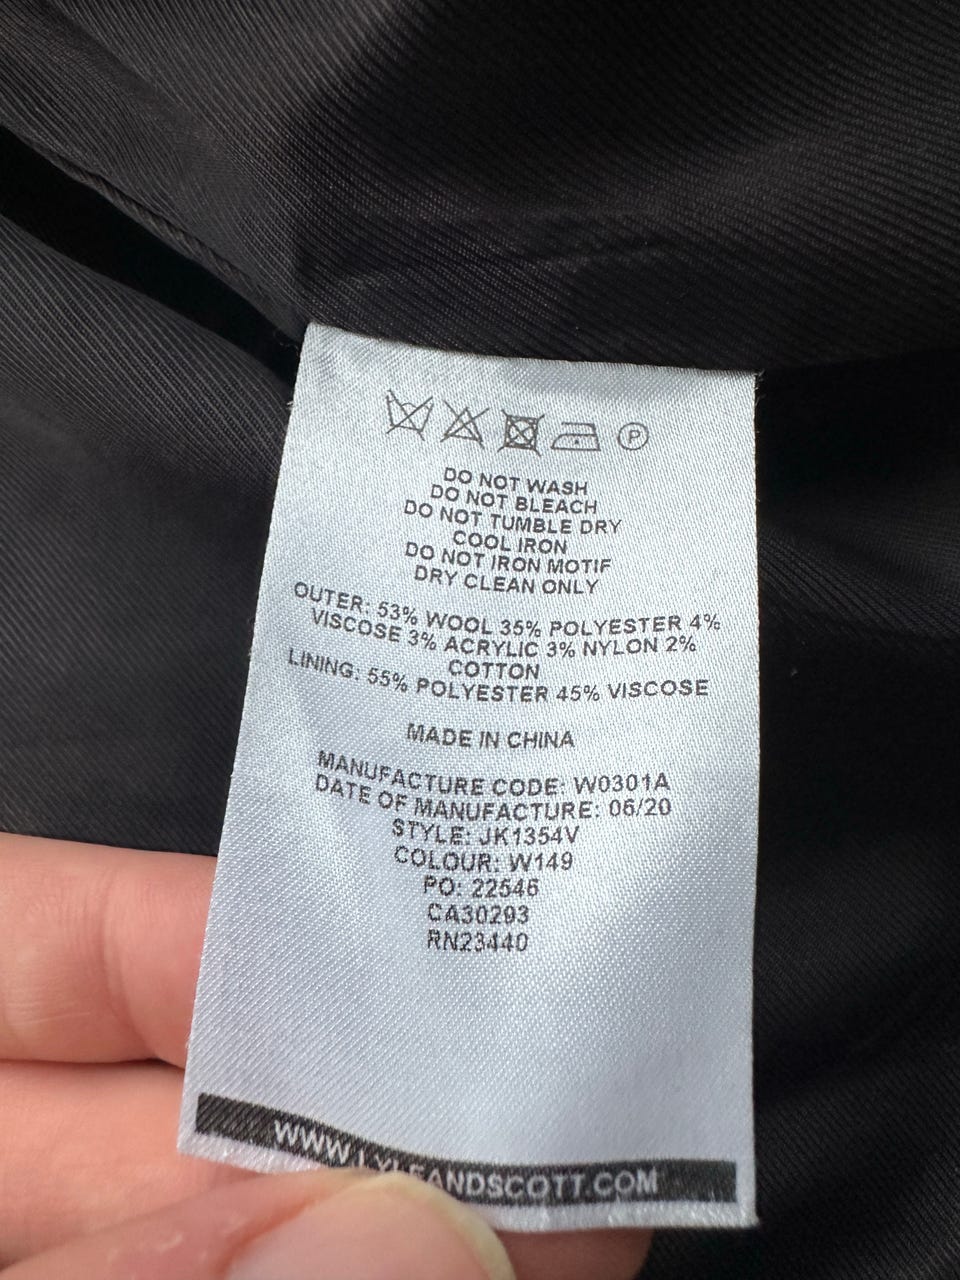 P
DO NOT WASH
DO NOT BLEACH
DO NOT TUMBLE DRY
COOL IRON
DO NOT IRON MOTIF
DRY CLEAN ONLY
OUTER: 53% WOOL 35% POLYESTER 4%
VISCOSE 3% ACRYLIC 3% NYLON 2%
COTTON
LINING: 55% POLYESTER 45% VISCOSE
MADE IN CHINA
MANUFACTURE CODE: W0301A
DATE OF MANUFACTURE: 06/20
STYLE: JK1354V
COLOUR: W149
PO: 22546
CA30293
RN23440
WWW.LYLEANDSCOTT.COM